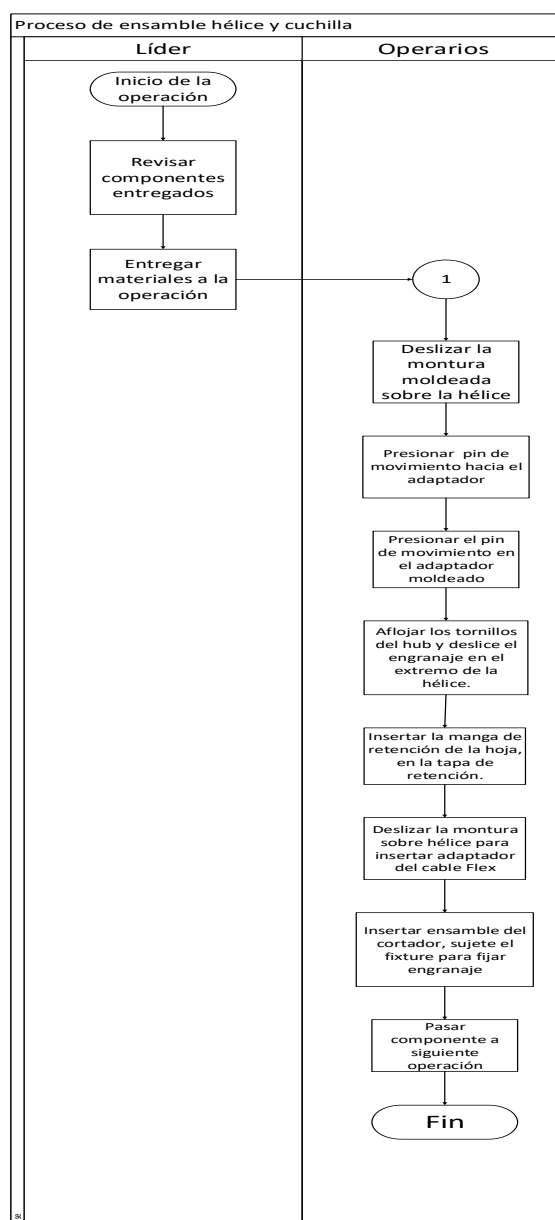 Proceso de ensamble hélice y cuchilla
Líder
Operarios
Inicio de la
operación
Revisar
componentes
entregados
Entregar
materiales a la
operación
1
Deslizar la
montura
moldeada
sobre la hélice
Presionar  pin de
movimiento hacia el
adaptador
Presionar el pin
de movimiento en
el adaptador
moldeado
Aflojar los tornillos
del hub y deslice el
engranaje en el
extremo de la
hélice.
Insertar la manga de
retención de la hoja,
en la tapa de
retención.
Deslizar la montura
sobre hélice para
insertar adaptador
del cable Flex
Insertar ensamble del
cortador, sujete el
fixture para fijar
engranaje
Pasar
componente a
siguiente
operación
Fin